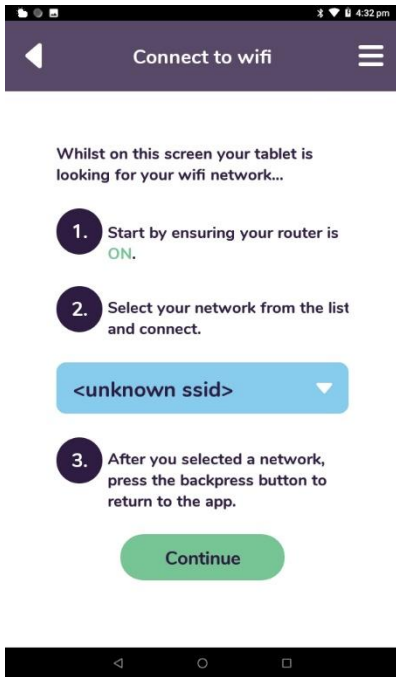 4:32 pm
Connect to wifi
Whilst on this screen your tablet is
looking for your wifi network...
1. Start by ensuring your router is
ON.
2. Select your network from the list
and connect.
<unknown ssid>
3. After you selected a network,
press the backpress button to
return to the app.
Continue